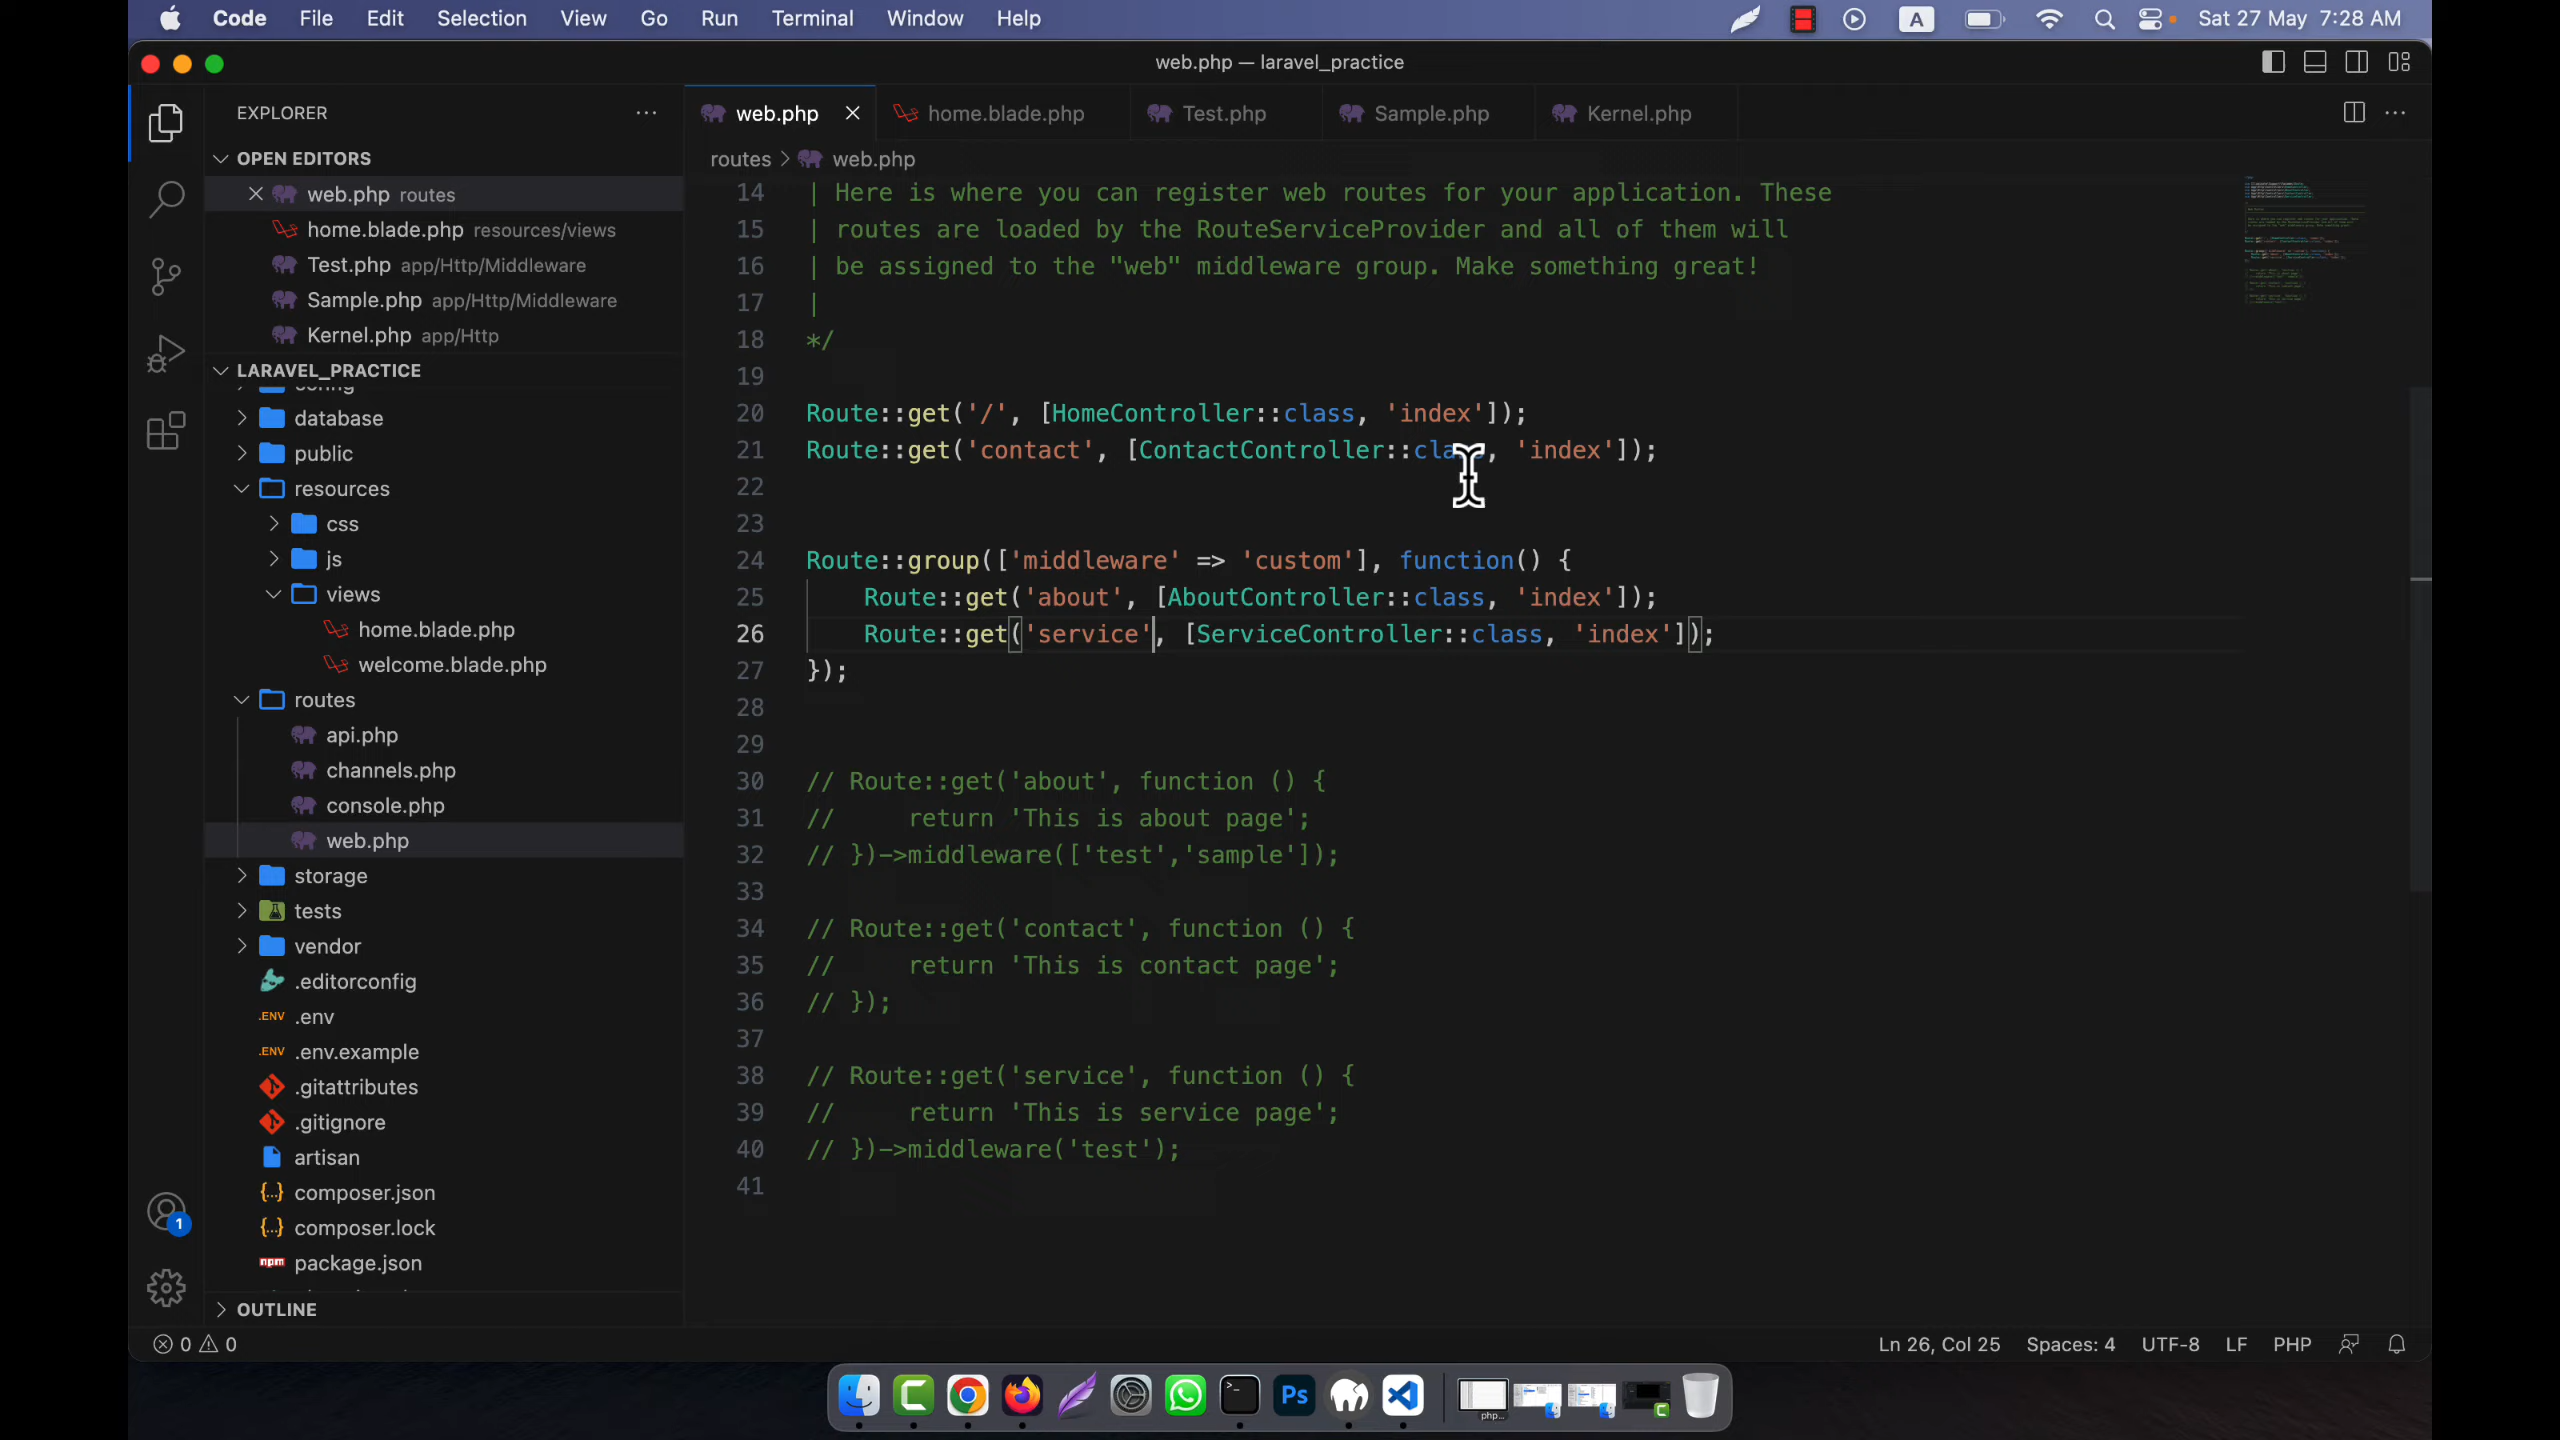 Code File Edit Selection View Go Run Terminal Window Help
A
Sat 27 May 7:28 AM
web.php — laravel_practice
EXPLORER
OPEN EDITORS
web.php routes
home.blade.php resources/views
Test.php app/Http/Middleware
Sample.php app/Http/Middleware
Kernel.php app/Http
LARAVEL_PRACTICE
config
database
public
resources
css
js
views
home.blade.php
welcome.blade.php
routes
api.php
channels.php
console.php
web.php
storage
tests
vendor
.editorconfig
.ENV .env
.ENV .env.example
.gitattributes
.gitignore
artisan
{..} composer.json
{..} composer.lock
npm package.json
OUTLINE
1
web.php home.blade.php Test.php Sample.php Kernel.php
routes > web.php
14 | Here is where you can register web routes for your application. These
15 | routes are loaded by the RouteServiceProvider and all of them will
16 | be assigned to the "web" middleware group. Make something great!
17 |
18 */
19
20 Route::get('/', [HomeController::class, 'index']);
21 Route::get('contact', [ContactController::class, 'index']);
22
23
24 Route::group(['middleware' => 'custom'], function() {
25 Route::get('about', [AboutController::class, 'index']);
26 Route::get('service', [ServiceController::class, 'index']);
27 });
28
29
30 // Route::get('about', function () {
31 // return 'This is about page';
32 // })->middleware(['test','sample']);
33
34 // Route::get('contact', function () {
35 // return 'This is contact page';
36 // });
37
38 // Route::get('service', function () {
39 // return 'This is service page';
40 // })->middleware('test');
41
0 0
Ln 26, Col 25 Spaces: 4 UTF-8 LF PHP
Ps
php...